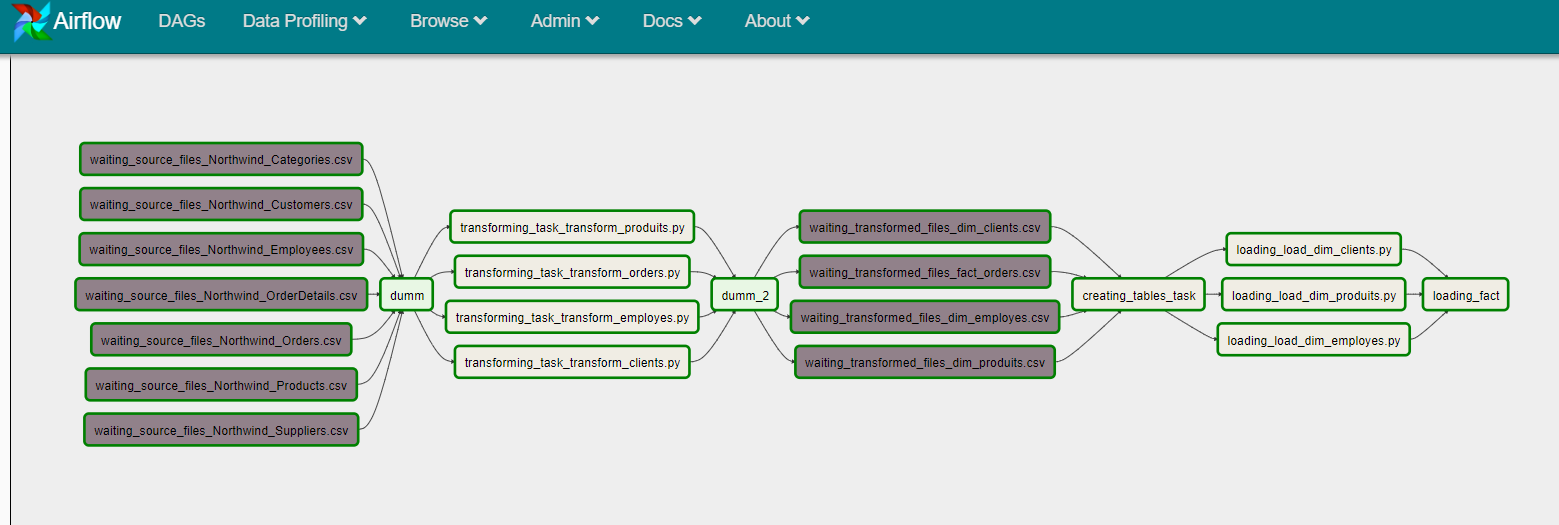 Airflow DAGs Data Profiling Browse Admin Docs About
waiting_source_files_Northwind_Categories.csv
waiting_source_files_Northwind_Customers.csv
waiting_source_files_Northwind_Employees.csv
waiting_source_files_Northwind_OrderDetails.csv
waiting_source_files_Northwind_Orders.csv
waiting_source_files_Northwind_Products.csv
waiting_source_files_Northwind_Suppliers.csv
dumm
transforming_task_transform_produits.py
transforming_task_transform_orders.py
transforming_task_transform_employes.py
transforming_task_transform_clients.py
dumm_2
waiting_transformed_files_dim_clients.csv
waiting_transformed_files_fact_orders.csv
waiting_transformed_files_dim_employes.csv
waiting_transformed_files_dim_produits.csv
creating_tables_task
loading_load_dim_clients.py
loading_load_dim_produits.py
loading_load_dim_employes.py
loading_fact